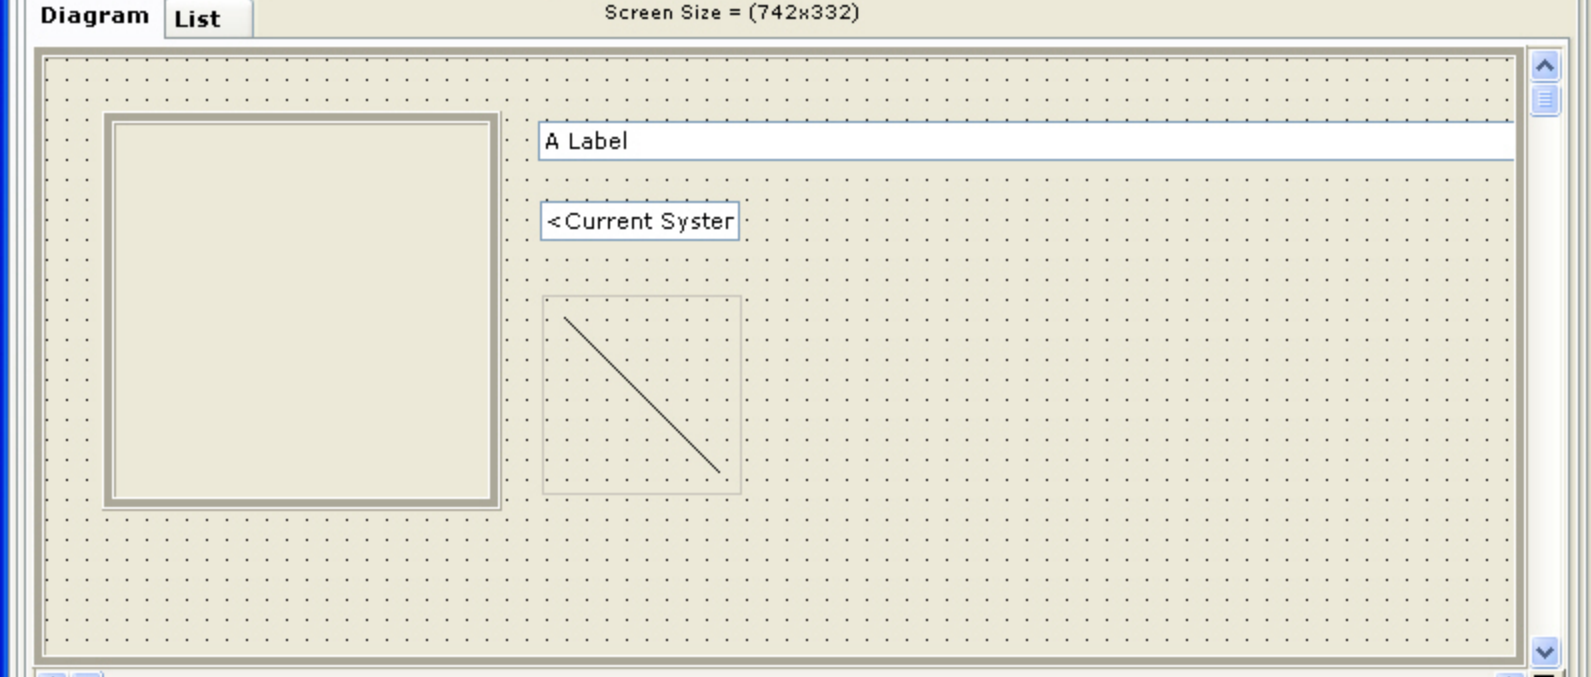 Diagram List Screen Size = (742x332)
A Label
<Current Syster